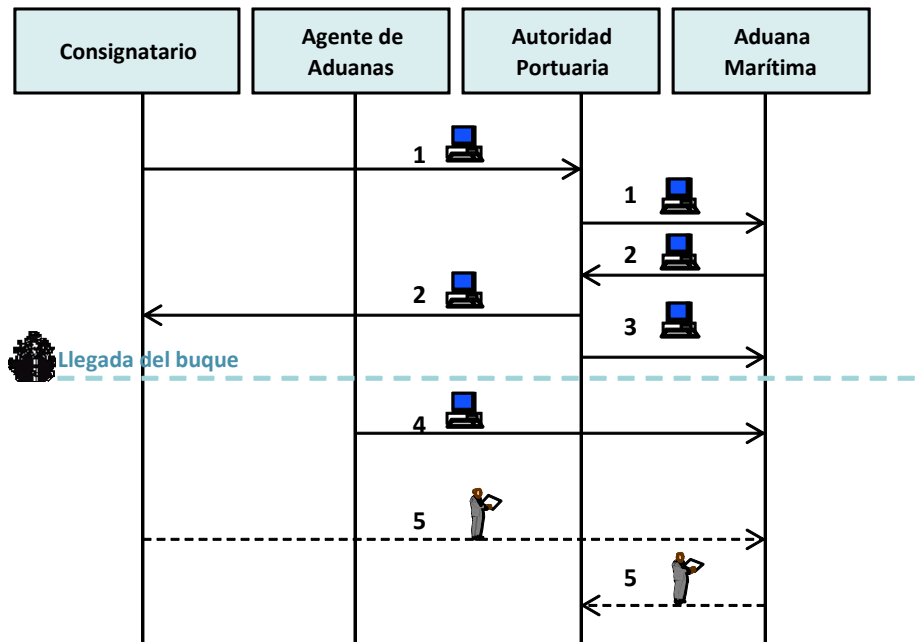 Consignatario
Agente de
Aduanas
Autoridad
Portuaria
Aduana
Marítima
1
1
2
2
3
Llegada del buque
4
5
5